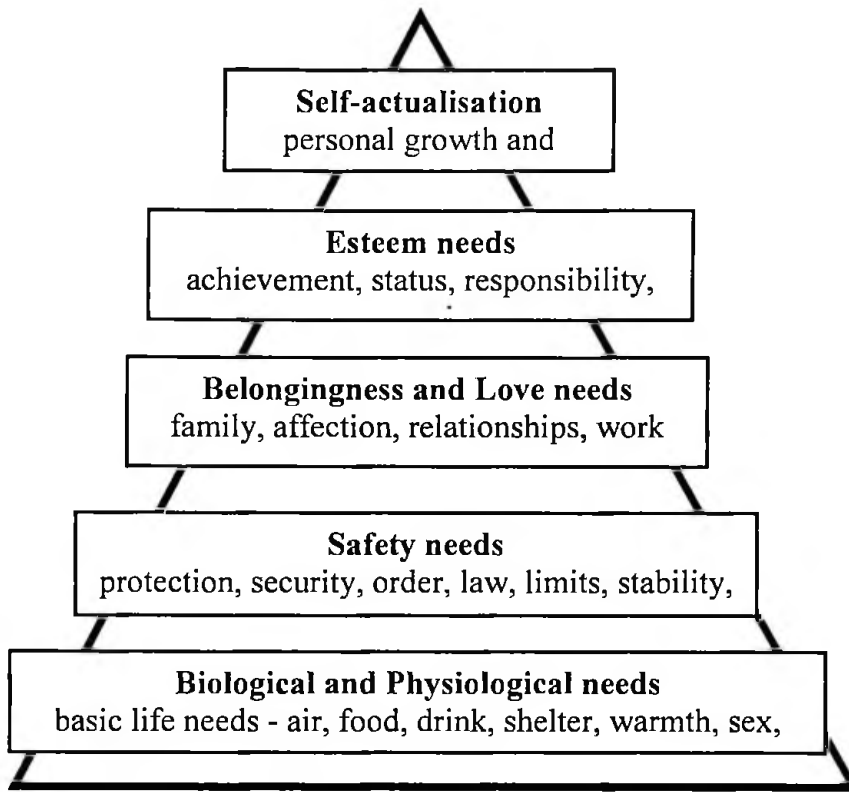 Self-actualisation
personal growth and
Esteem needs
achievement, status, responsibility,
Belongingness and Love needs
family, affection, relationships, work
Safety needs
protection, security, order, law, limits, stability,
Biological and Physiological needs
basic life needs - air, food, drink, shelter, warmth, sex,